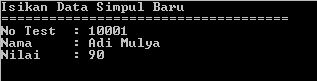 Isikan Data Simpul Baru
====================================
No Test  : 10001
Nama     : Adi Mulya
Nilai    : 90